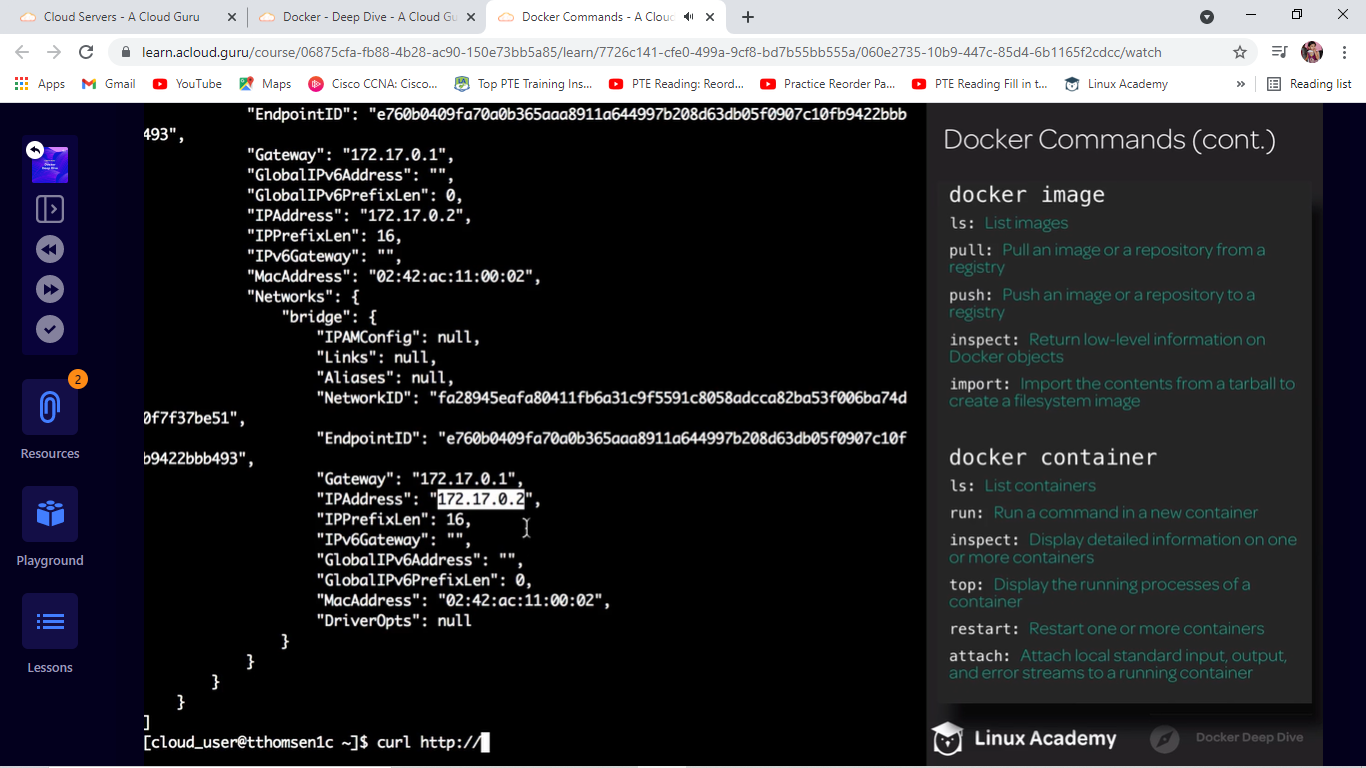 Cloud Servers - A Cloud Guru
Docker - Deep Dive - A Cloud Gu
Docker Commands - A Cloud
learn.acloud.guru/course/06875cfa-fb88-4b28-ac90-150e73bb5a85/learn/7726c141-cfe0-499a-9cf8-bd7b55bb555a/060e2735-10b9-447c-85d4-6b1165f2cdcc/watch
Apps
Gmail
YouTube
Maps
Cisco CCNA: Cisco...
Top PTE Training Ins...
PTE Reading: Reord...
Practice Reorder Pa...
PTE Reading Fill in t...
Linux Academy
»
Reading list
Docker
Deep Dive
2
Resources
Playground
Lessons
"EndpointID": "e760b0409fa70a0b365aaa8911a644997b208d63db05f0907c10fb9422bbb
493",
"Gateway": "172.17.0.1",
"GlobalIPv6Address": "",
"GlobalIPv6PrefixLen": 0,
"IPAddress": "172.17.0.2",
"IPPrefixLen": 16,
"IPv6Gateway": "",
"MacAddress": "02:42:ac:11:00:02",
"Networks": {
"bridge": {
"IPAMConfig": null,
"Links": null,
"Aliases": null,
"NetworkID": "fa28945eafa80411fb6a31c9f5591c8058adcca82ba53f006ba74d
0f7f37be51",
"EndpointID": "e760b0409fa70a0b365aaa8911a644997b208d63db05f0907c10f
b9422bbb493",
"Gateway": "172.17.0.1",
"IPAddress": "172.17.0.2",
"IPPrefixLen": 16,
"IPv6Gateway": "",
"GlobalIPv6Address": "",
"GlobalIPv6PrefixLen": 0,
"MacAddress": "02:42:ac:11:00:02",
"DriverOpts": null
}
}
}
}
]
[cloud_user@tthomsen1c ~]$ curl http://
Docker Commands (cont.)
docker image
ls: List images
pull: Pull an image or a repository from a
registry
push: Push an image or a repository to a
registry
inspect: Return low-level information on
Docker objects
import: Import the contents from a tarball to
create a filesystem image
docker container
ls: List containers
run: Run a command in a new container
inspect: Display detailed information on one
or more containers
top: Display the running processes of a
container
restart: Restart one or more containers
attach: Attach local standard input, output,
and error streams to a running container
Linux Academy
Docker Deep Dive